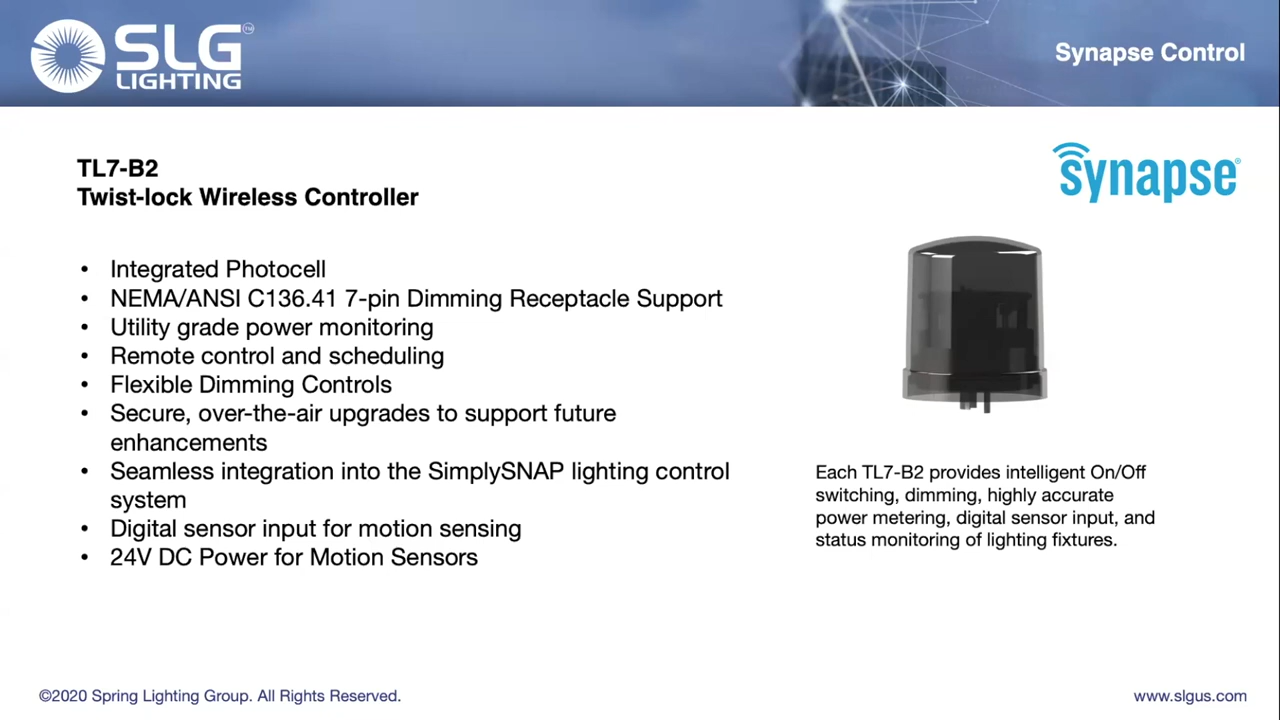 SLG™
LIGHTING
Synapse Control
TL7-B2
Twist-lock Wireless Controller
synapse®
• Integrated Photocell
• NEMA/ANSI C136.41 7-pin Dimming Receptacle Support
• Utility grade power monitoring
• Remote control and scheduling
• Flexible Dimming Controls
• Secure, over-the-air upgrades to support future
enhancements
• Seamless integration into the SimplySNAP lighting control
system
• Digital sensor input for motion sensing
• 24V DC Power for Motion Sensors
Each TL7-B2 provides intelligent On/Off
switching, dimming, highly accurate
power metering, digital sensor input, and
status monitoring of lighting fixtures.
©2020 Spring Lighting Group. All Rights Reserved.
www.slgus.com